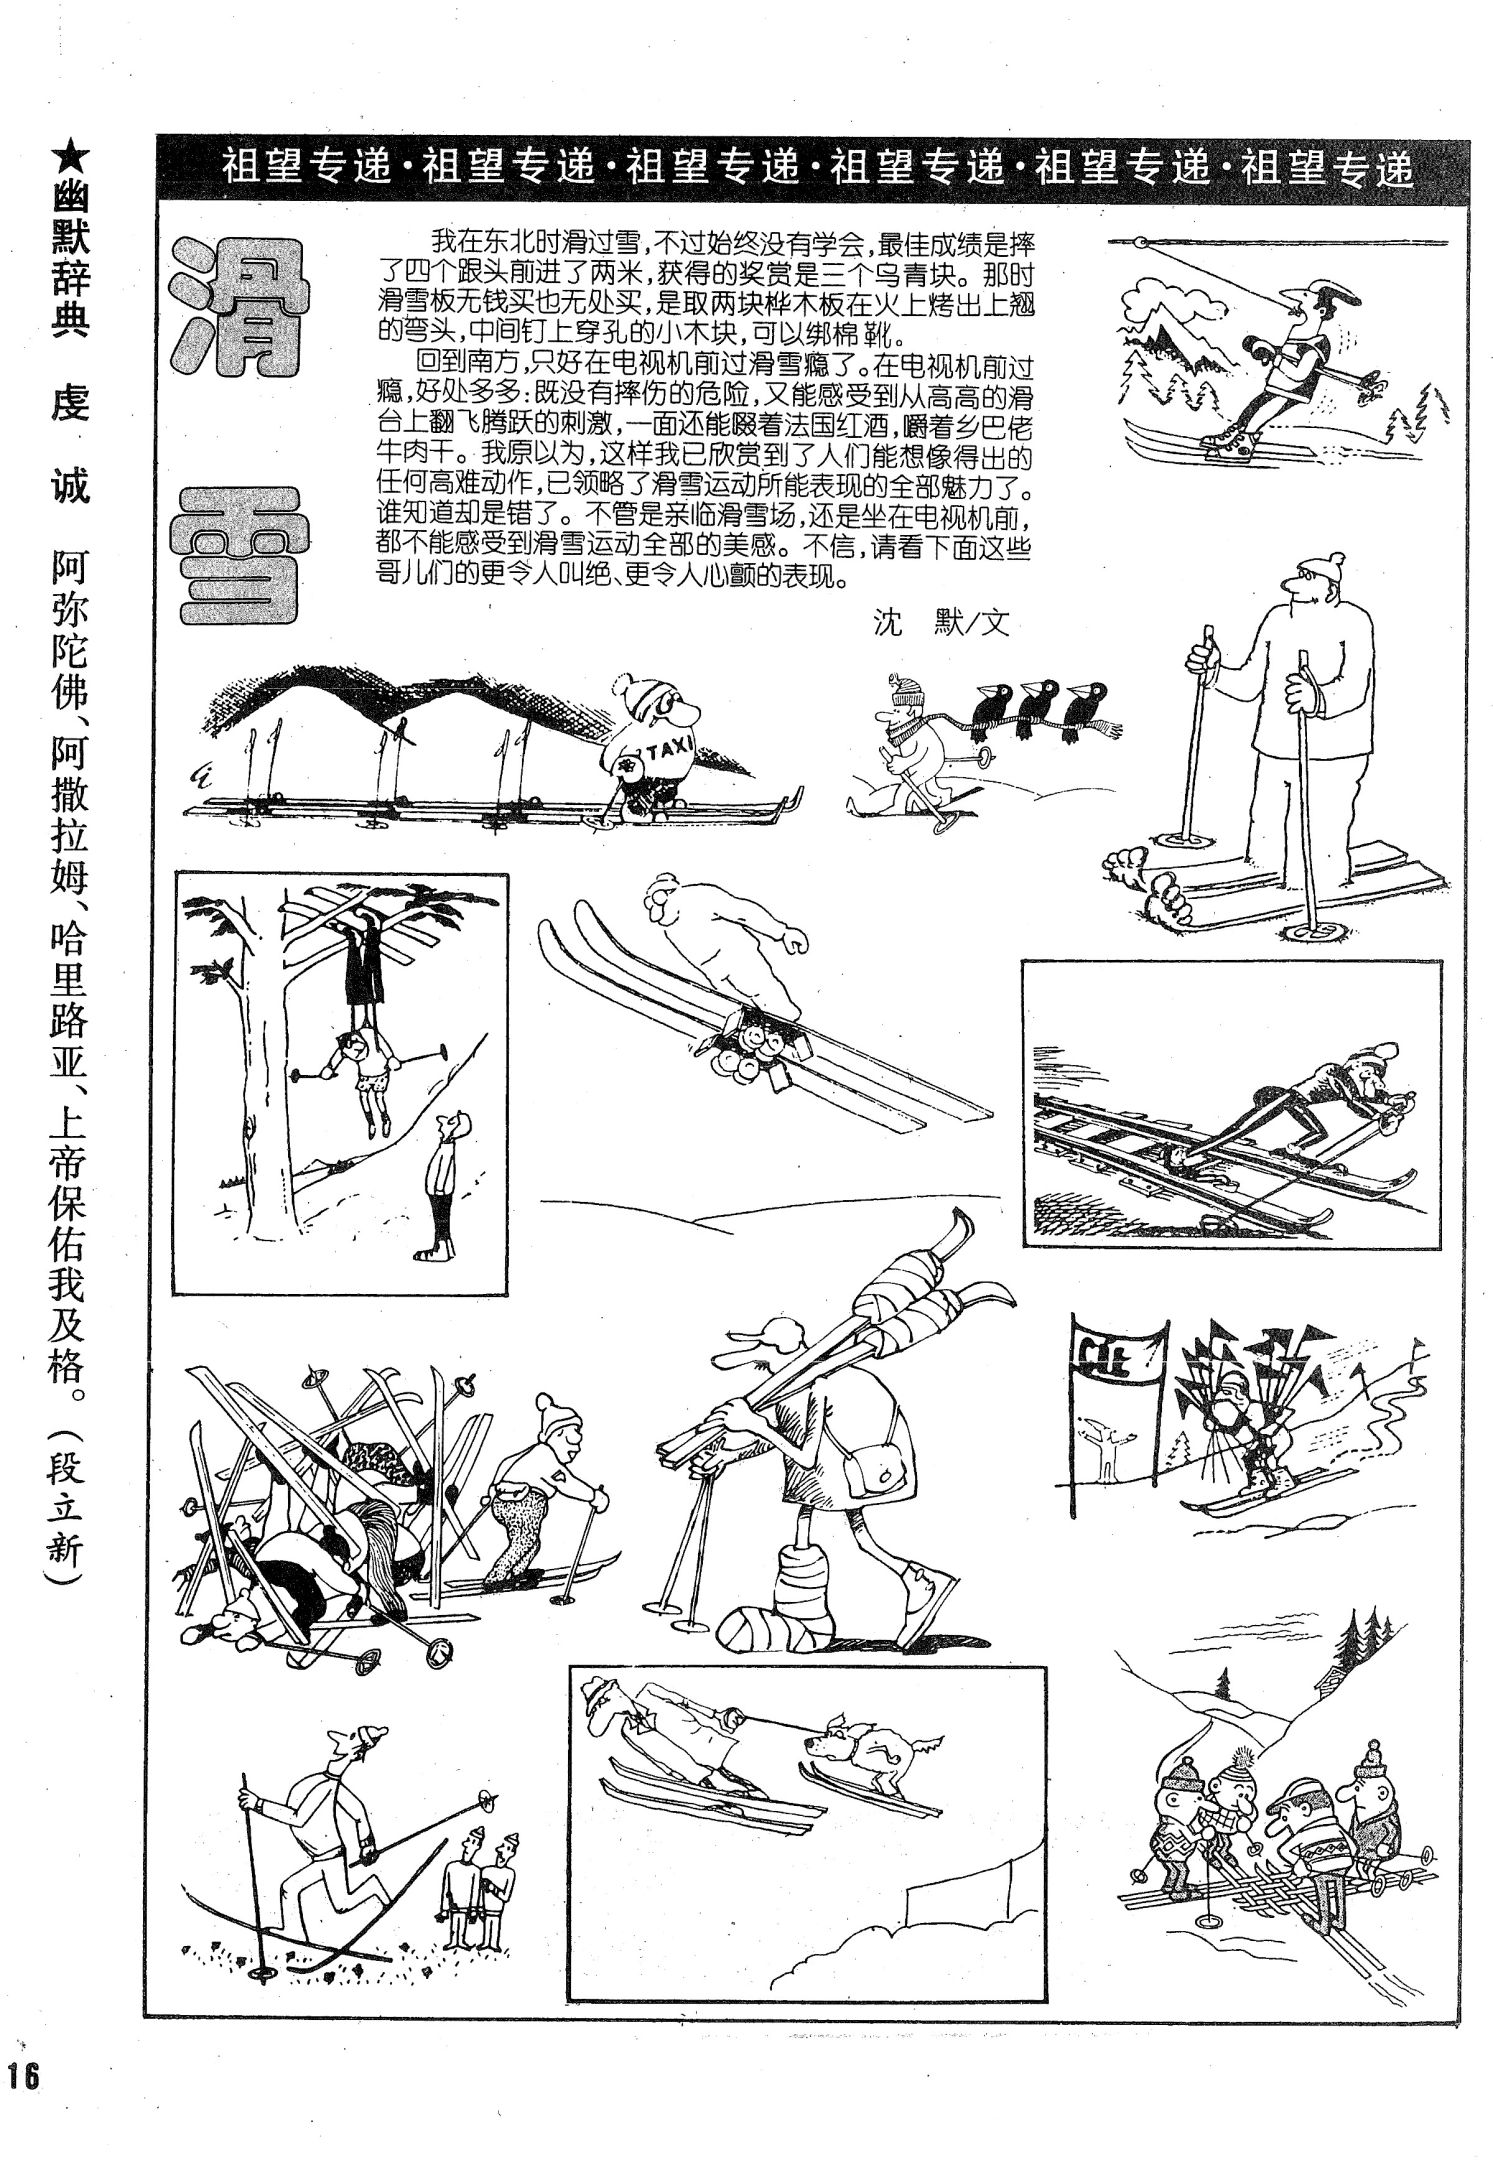 祖望专递·祖望专递·祖望专递·祖望专递·祖望专递·祖望专递
滑雪
我在东北时滑过雪,不过始终没有学会,最佳成绩是摔
了四个跟头前进了两米,获得的奖赏是三个乌青块。那时
滑雪板无钱买也无处买,是取两块桦木板在火上烤出上翘
的弯头,中间钉上穿孔的小木块,可以绑棉靴。
回到南方,只好在电视机前过滑雪瘾了。在电视机前过
瘾,好处多多:既没有摔伤的危险,又能感受到从高高的滑
台上翻飞腾跃的刺激,一面还能啜着法国红酒,嚼着乡巴佬
牛肉干。我原以为,这样我已欣赏到了人们能想像得出的
任何高难动作,已领略了滑雪运动所能表现的全部魅力了。
谁知道却是错了。不管是亲临滑雪场,还是坐在电视机前,
都不能感受到滑雪运动全部的美感。不信,请看下面这些
哥儿们的更令人叫绝、更令人心颤的表现。
沈 默/文
TAXI
★幽默辞典 虔 诚 阿弥陀佛、阿撒拉姆、哈里路亚、上帝保佑我及格。(段立新)
16